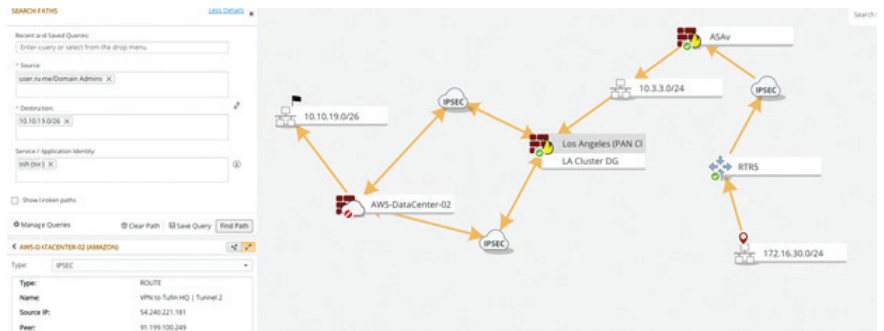 SEARCH PATHS
Less Details
Recent and Saved Queries:
Enter query or select from the drop menu
* Source:
user.name/Domain Admins ×
* Destination:
10.10.19.0/26 ×
Service / Application Identity:
ssh
Show broken paths
Manage Queries
Clear Path
Save Query
Find Path
AWS-DATACENTER-02 (AMAZON)
Type:
IPSEC
Type:
ROUTE
Name:
VPN to Tufin HQ | Tunnel 2
Source IP:
54.240.221.181
Peer:
91.199.100.249
Search
ASAv
10.3.3.0/24
IPSEC
IPSEC
10.10.19.0/26
Los Angeles (PAN Cl
LA Cluster DG
RTR5
AWS-DataCenter-02
IPSEC
172.16.30.0/24